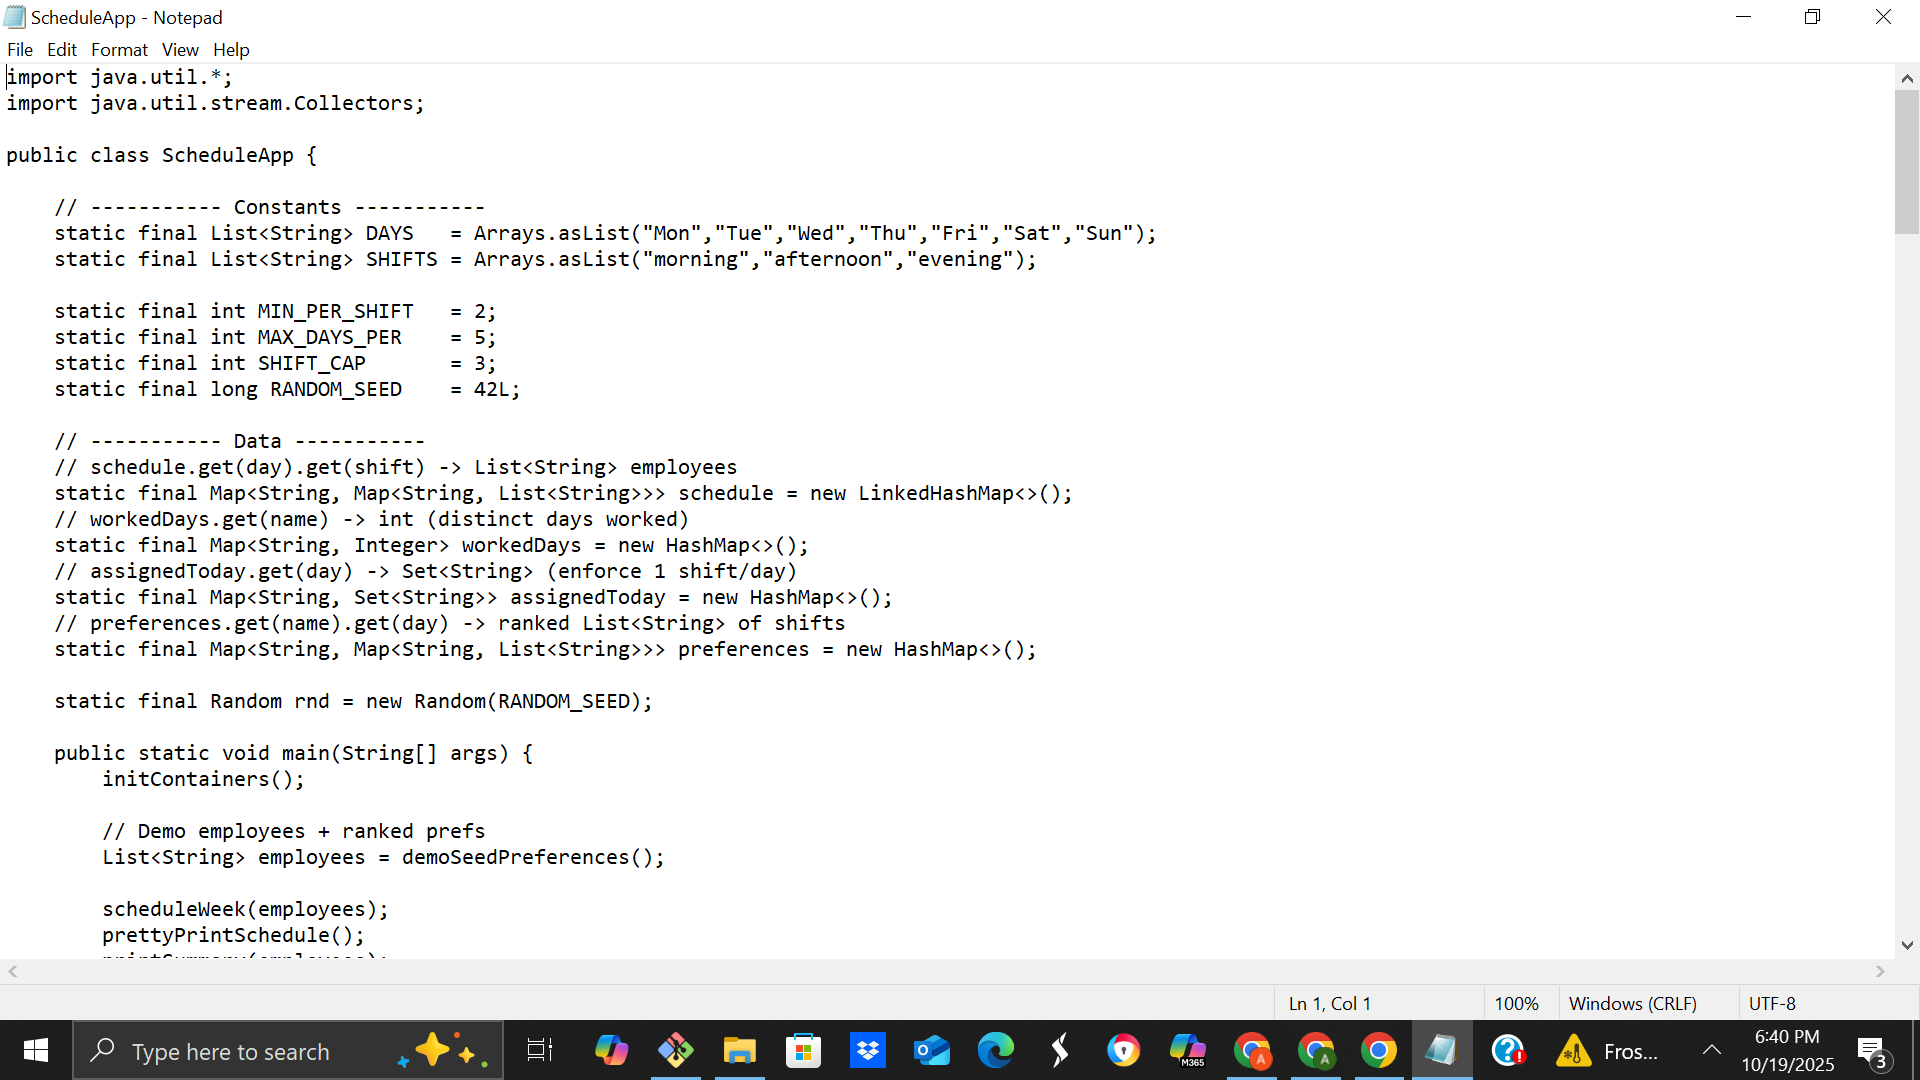 ScheduleApp - Notepad
File Edit Format View Help
import java.util.*;
import java.util.stream.Collectors;

public class ScheduleApp {

    // ----------- Constants -----------
    static final List<String> DAYS   = Arrays.asList("Mon","Tue","Wed","Thu","Fri","Sat","Sun");
    static final List<String> SHIFTS = Arrays.asList("morning","afternoon","evening");

    static final int MIN_PER_SHIFT   = 2;
    static final int MAX_DAYS_PER    = 5;
    static final int SHIFT_CAP       = 3;
    static final long RANDOM_SEED    = 42L;

    // ----------- Data -----------
    // schedule.get(day).get(shift) -> List<String> employees
    static final Map<String, Map<String, List<String>>> schedule = new LinkedHashMap<>();
    // workedDays.get(name) -> int (distinct days worked)
    static final Map<String, Integer> workedDays = new HashMap<>();
    // assignedToday.get(day) -> Set<String> (enforce 1 shift/day)
    static final Map<String, Set<String>> assignedToday = new HashMap<>();
    // preferences.get(name).get(day) -> ranked List<String> of shifts
    static final Map<String, Map<String, List<String>>> preferences = new HashMap<>();

    static final Random rnd = new Random(RANDOM_SEED);

    public static void main(String[] args) {
        initContainers();

        // Demo employees + ranked prefs
        List<String> employees = demoSeedPreferences();

        scheduleWeek(employees);
        prettyPrintSchedule();
Ln 1, Col 1
100%
Windows (CRLF)
UTF-8
Type here to search
M365
A
A
Fros...
6:40 PM
10/19/2025
3